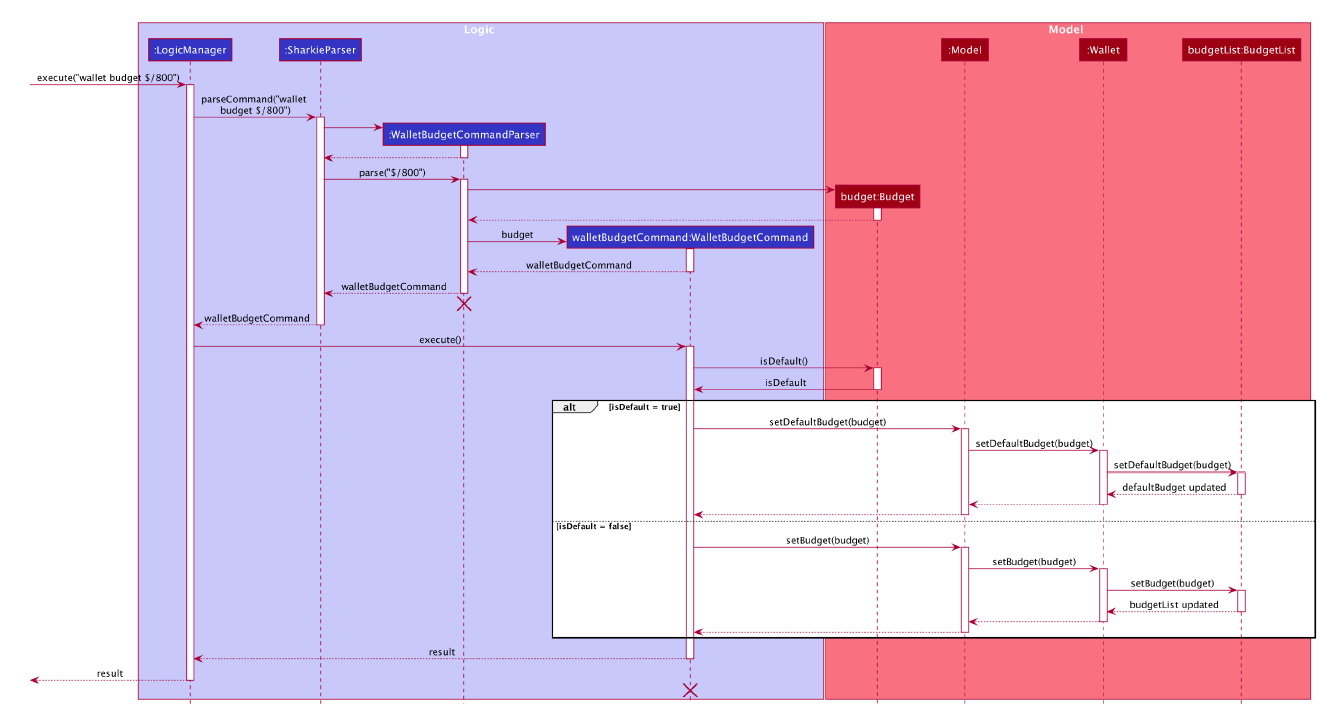 Logic
Model
:LogicManager
:SharkieParser
:Model
:Wallet
budgetList:BudgetList
execute("wallet budget $/800")
parseCommand("wallet
budget $/800")
:WalletBudgetCommandParser
parse("$/800")
budget:Budget
budget
walletBudgetCommand:WalletBudgetCommand
walletBudgetCommand
walletBudgetCommand
walletBudgetCommand
execute()
isDefault()
isDefault
alt
[isDefault = true]
setDefaultBudget(budget)
setDefaultBudget(budget)
setDefaultBudget(budget)
defaultBudget updated
[isDefault = false]
setBudget(budget)
setBudget(budget)
setBudget(budget)
budgetList updated
result
result